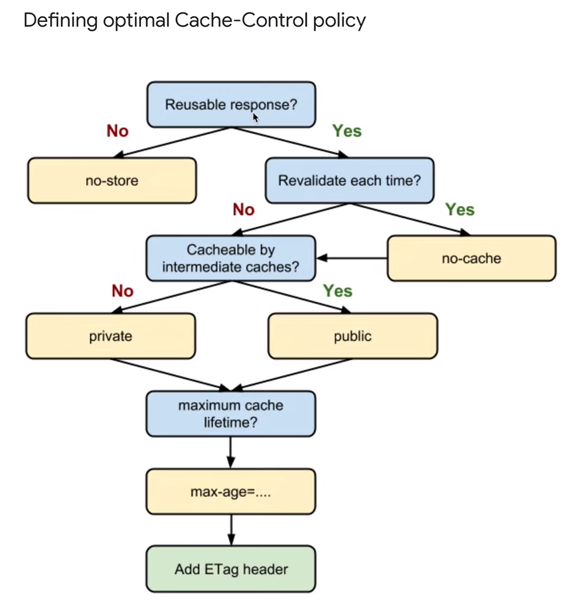 Defining optimal Cache-Control policy
Reusable response?
No
Yes
no-store
Revalidate each time?
No
Yes
Cacheable by
intermediate caches?
no-cache
No
Yes
private
public
maximum cache
lifetime?
max-age=....
Add ETag header